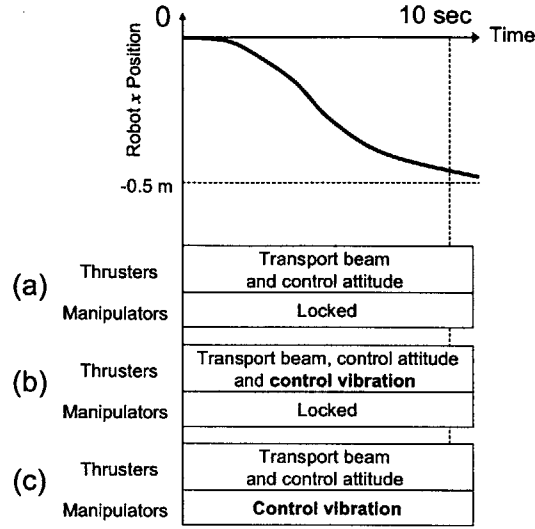 0
10 sec
Time
Robot x Position
-0.5 m
(a)
Thrusters
Transport beam
and control attitude
Manipulators
Locked
(b)
Thrusters
Transport beam, control attitude
and control vibration
Manipulators
Locked
(c)
Thrusters
Transport beam
and control attitude
Manipulators
Control vibration